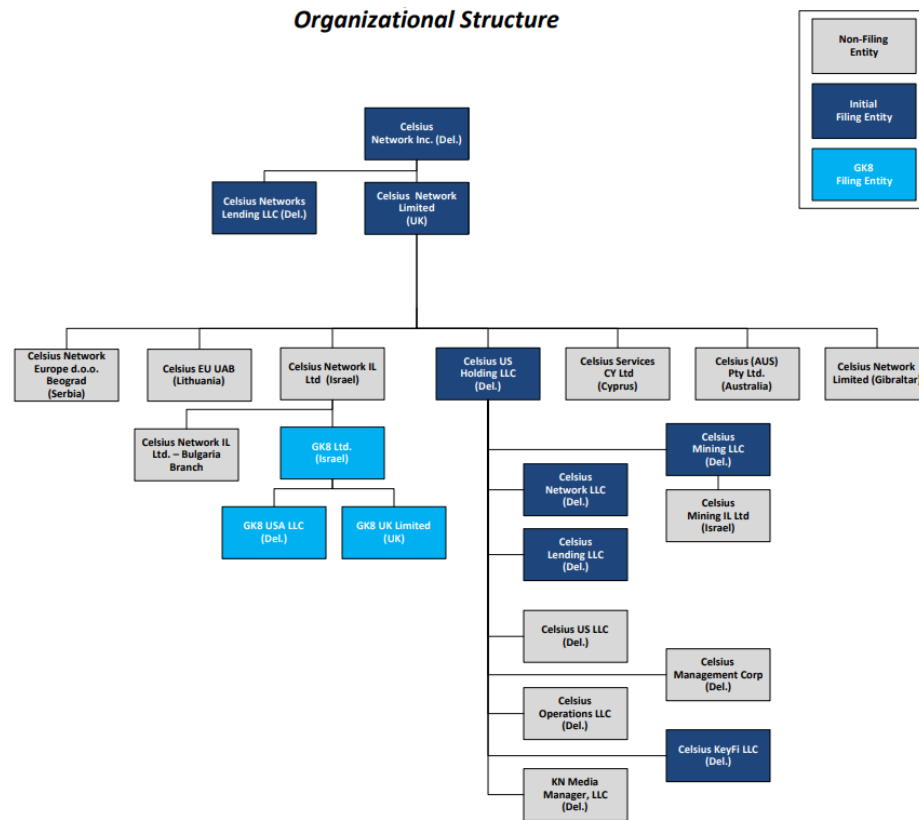 Organizational Structure
Non-Filing
Entity
Initial
Filing Entity
GK8
Filing Entity
Celsius
Network Inc. (Del.)
Celsius Networks
Lending LLC (Del.)
Celsius Network
Limited
(UK)
Celsius Network
Europe d.o.o.
Beograd
(Serbia)
Celsius EU UAB
(Lithuania)
Celsius Network IL
Ltd (Israel)
Celsius US
Holding LLC
(Del.)
Celsius Services
CY Ltd
(Cyprus)
Celsius (AUS)
Pty Ltd.
(Australia)
Celsius Network
Limited (Gibraltar)
Celsius Network IL
Ltd. – Bulgaria
Branch
GK8 Ltd.
(Israel)
Celsius
Mining LLC
(Del.)
Celsius
Network LLC
(Del.)
Celsius
Mining IL Ltd
(Israel)
GK8 USA LLC
(Del.)
GK8 UK Limited
(UK)
Celsius
Lending LLC
(Del.)
Celsius US LLC
(Del.)
Celsius
Management Corp
(Del.)
Celsius
Operations LLC
(Del.)
Celsius KeyFi LLC
(Del.)
KN Media
Manager, LLC
(Del.)